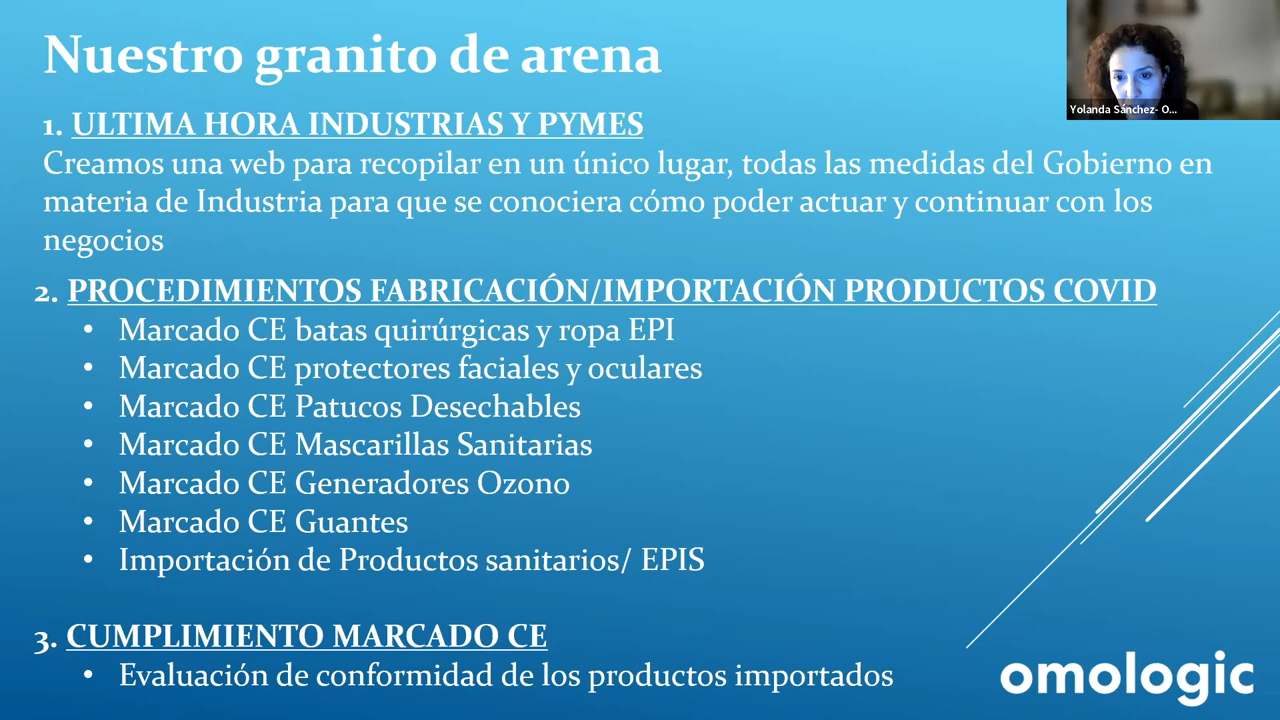 Nuestro granito de arena
Yolanda Sánchez- O...
1. ULTIMA HORA INDUSTRIAS Y PYMES
Creamos una web para recopilar en un único lugar, todas las medidas del Gobierno en
materia de Industria para que se conociera cómo poder actuar y continuar con los
negocios
2. PROCEDIMIENTOS FABRICACIÓN/IMPORTACIÓN PRODUCTOS COVID
• Marcado CE batas quirúrgicas y ropa EPI
• Marcado CE protectores faciales y oculares
• Marcado CE Patucos Desechables
• Marcado CE Mascarillas Sanitarias
• Marcado CE Generadores Ozono
• Marcado CE Guantes
• Importación de Productos sanitarios/ EPIS
3. CUMPLIMIENTO MARCADO CE
• Evaluación de conformidad de los productos importados
omologic